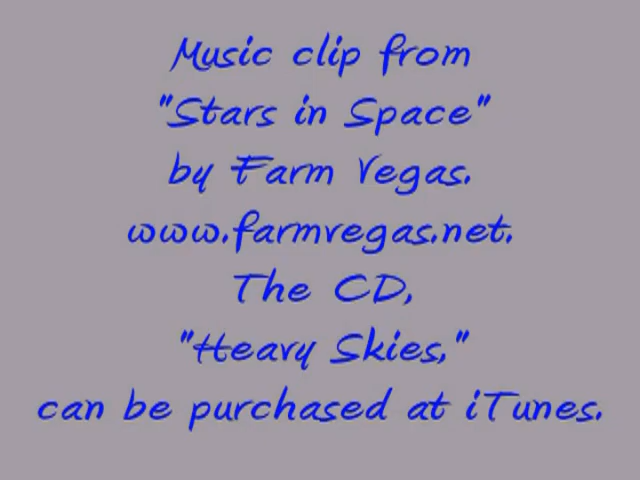 Music clip from
"Stars in Space"
by Farm Vegas.
www.farmvegas.net.
The CD,
"Heavy Skies,"
can be purchased at iTunes.